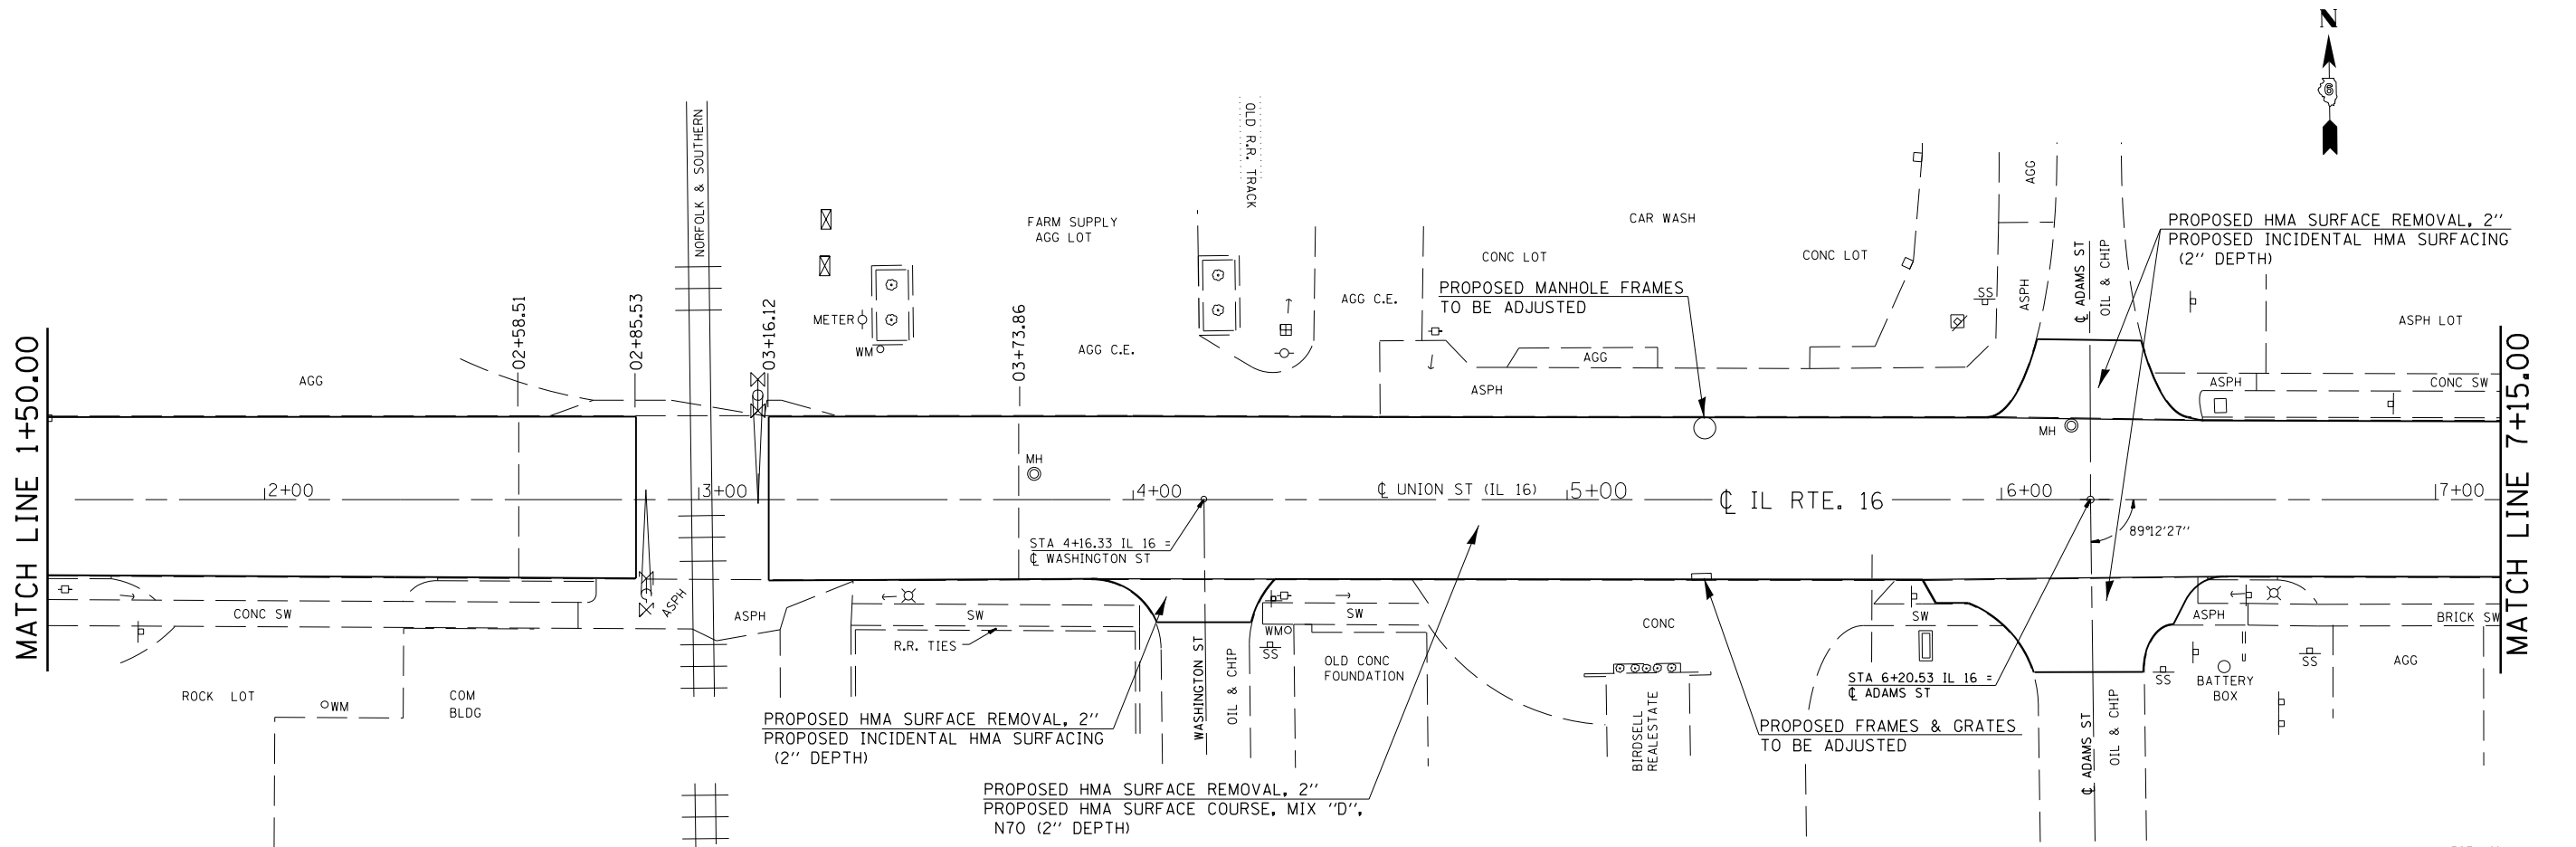 N
6
MATCH LINE 1+50.00
AGG
02+58.51
02+85.53
NORFOLK & SOUTHERN
03+16.12
METER
WM
FARM SUPPLY
AGG LOT
AGG C.E.
03+73.86
OLD R.R. TRACK
AGG C.E.
CAR WASH
CONC LOT
CONC LOT
PROPOSED MANHOLE FRAMES
TO BE ADJUSTED
AGG
ASPH
SS
AGG
ASPH
℄ ADAMS ST
OIL & CHIP
PROPOSED HMA SURFACE REMOVAL, 2"
PROPOSED INCIDENTAL HMA SURFACING
(2" DEPTH)
ASPH LOT
ASPH
CONC SW
MATCH LINE 7+15.00
MH
MH
2+00
3+00
4+00
℄ UNION ST (IL 16)
5+00
℄ IL RTE. 16
6+00
7+00
STA 4+16.33 IL 16 =
℄ WASHINGTON ST
89°12'27"
CONC SW
ASPH
ASPH
SW
R.R. TIES
WM
SS
SW
OLD CONC
FOUNDATION
CONC
SW
ASPH
BRICK SW
SS
BATTERY
BOX
SS
AGG
STA 6+20.53 IL 16 =
℄ ADAMS ST
ROCK LOT
WM
COM
BLDG
WASHINGTON ST
OIL & CHIP
BIRDSELL
REALESTATE
℄ ADAMS ST
OIL & CHIP
PROPOSED HMA SURFACE REMOVAL, 2"
PROPOSED INCIDENTAL HMA SURFACING
(2" DEPTH)
PROPOSED FRAMES & GRATES
TO BE ADJUSTED
PROPOSED HMA SURFACE REMOVAL, 2"
PROPOSED HMA SURFACE COURSE, MIX "D",
N70 (2" DEPTH)